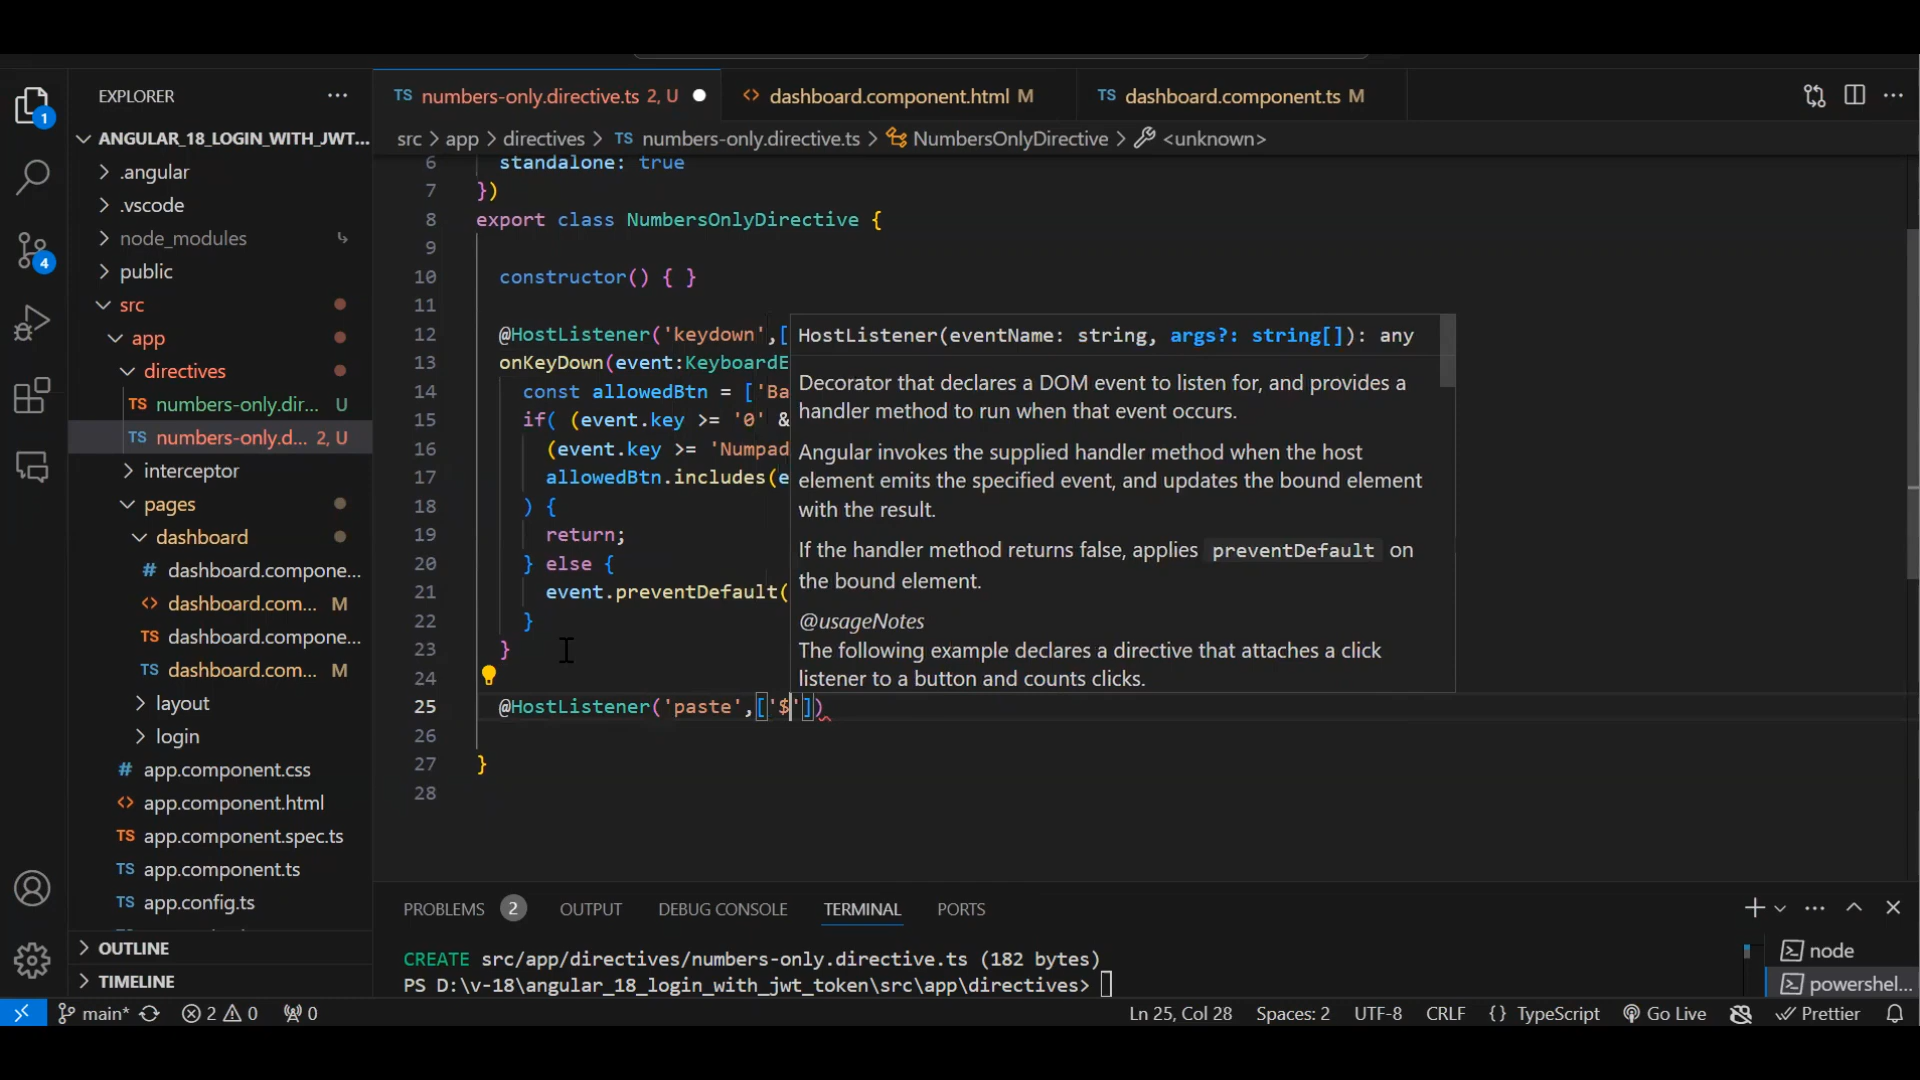 EXPLORER
ANGULAR_18_LOGIN_WITH_JWT...
.angular
.vscode
node_modules
public
src
app
directives
TS numbers-only.dir... U
TS numbers-only.d... 2, U
interceptor
pages
dashboard
# dashboard.compone...
<> dashboard.com... M
TS dashboard.compone...
TS dashboard.com... M
layout
login
# app.component.css
<> app.component.html
TS app.component.spec.ts
TS app.component.ts
TS app.config.ts
OUTLINE
TIMELINE
1
4
TS numbers-only.directive.ts 2, U
<> dashboard.component.html M
TS dashboard.component.ts M
src > app > directives > TS numbers-only.directive.ts > NumbersOnlyDirective > <unknown>
6 standalone: true
7 })
8 export class NumbersOnlyDirective {
9
10 constructor() { }
11
12 @HostListener('keydown',[
13 onKeyDown(event:KeyboardE
14 const allowedBtn = ['Ba
15 if( (event.key >= '0' &
16 (event.key >= 'Numpad
17 allowedBtn.includes(e
18 ) {
19 return;
20 } else {
21 event.preventDefault(
22 }
23 }
24
25 @HostListener('paste',['$'])
26
27 }
28
HostListener(eventName: string, args?: string[]): any
Decorator that declares a DOM event to listen for, and provides a
handler method to run when that event occurs.
Angular invokes the supplied handler method when the host
element emits the specified event, and updates the bound element
with the result.
If the handler method returns false, applies preventDefault on
the bound element.
@usageNotes
The following example declares a directive that attaches a click
listener to a button and counts clicks.
PROBLEMS 2 OUTPUT DEBUG CONSOLE TERMINAL PORTS
CREATE src/app/directives/numbers-only.directive.ts (182 bytes)
PS D:\v-18\angular_18_login_with_jwt_token\src\app\directives>
node
powershel...
main* 2 0 0 Ln 25, Col 28 Spaces: 2 UTF-8 CRLF {} TypeScript Go Live Prettier